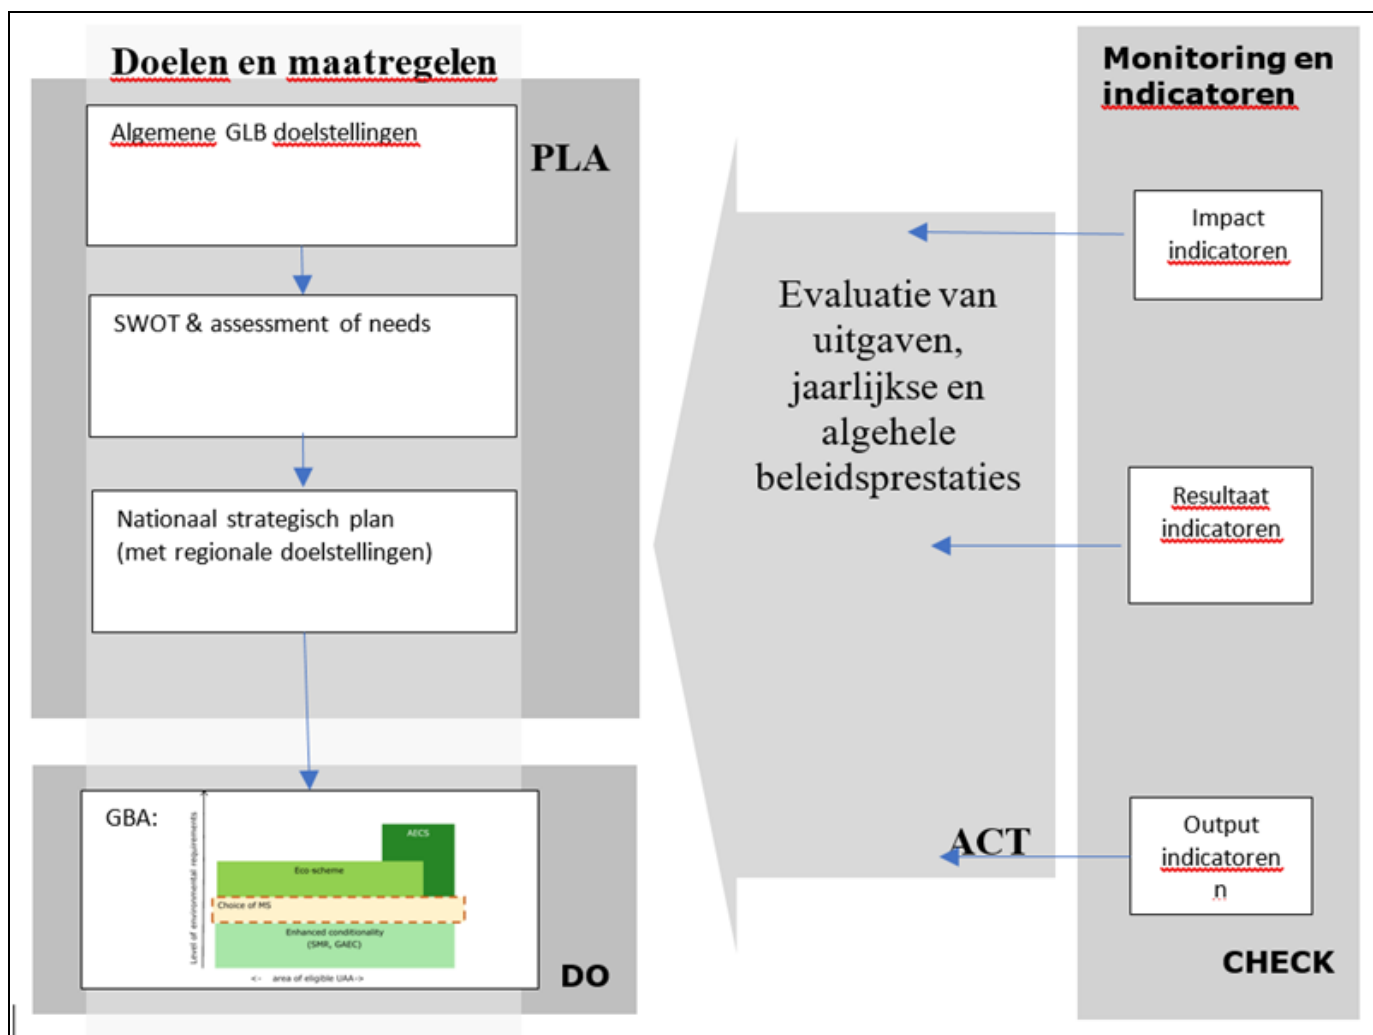 Doelen en maatregelen
Algemene GLB doelstellingen
PLA
SWOT & assessment of needs
Nationaal strategisch plan
(met regionale doelstellingen)
GBA:
Level of environmental requirements
AECS
Eco-scheme
Choice of MS
Enhanced conditionality
(SMR, GAEC)
<- area of eligible UAA->
DO
Evaluatie van
uitgaven,
jaarlijkse en
algehele
beleidsprestaties
ACT
Monitoring en
indicatoren
Impact
indicatoren
Resultaat
indicatoren
Output
indicatoren
n
CHECK